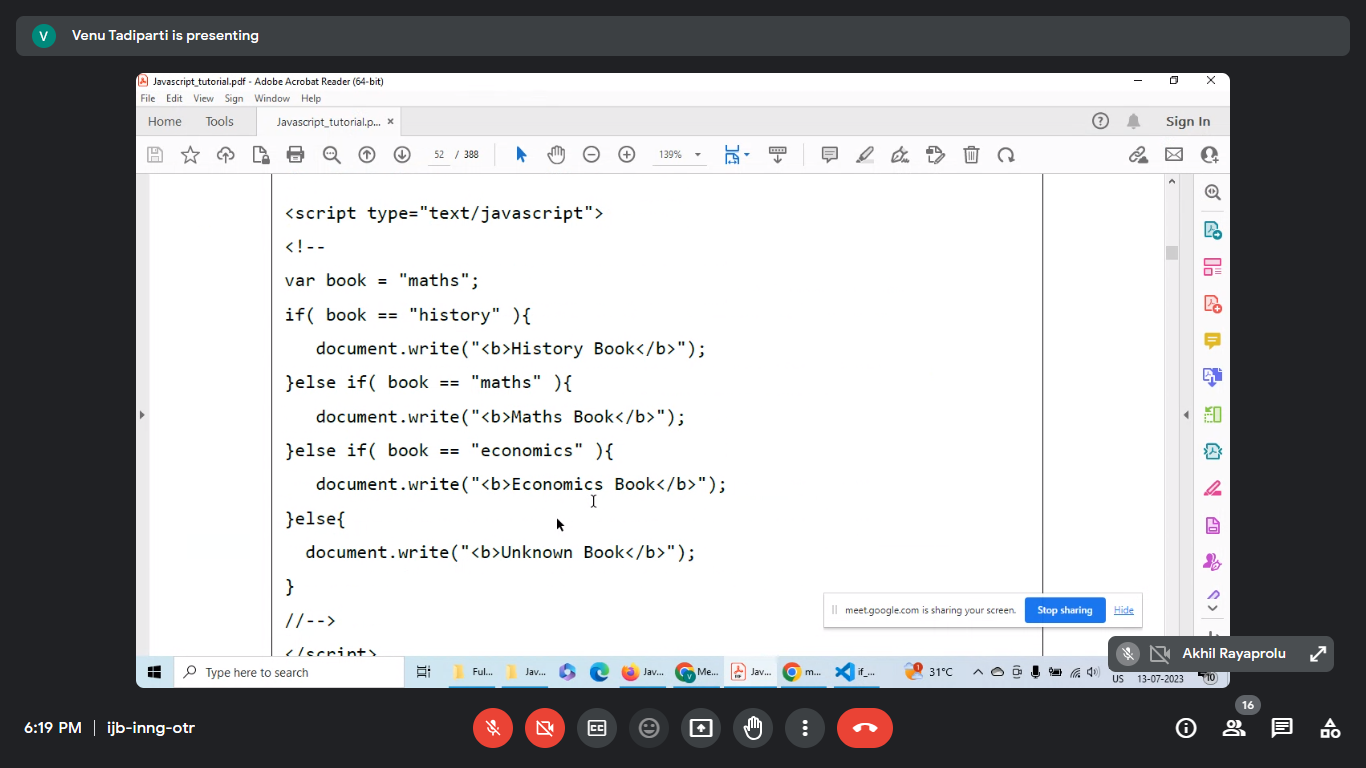 V Venu Tadiparti is presenting
Javascript_tutorial.pdf - Adobe Acrobat Reader (64-bit)
File Edit View Sign Window Help
Home Tools Javascript_tutorial.p... × Sign In
52 / 388 139%
<script type="text/javascript">
<!--
var book = "maths";
if( book == "history" ){
document.write("<b>History Book</b>");
}else if( book == "maths" ){
document.write("<b>Maths Book</b>");
}else if( book == "economics" ){
document.write("<b>Economics Book</b>");
}else{
document.write("<b>Unknown Book</b>");
}
//-->
</script>
meet.google.com is sharing your screen. Stop sharing Hide
Akhil Rayaprolu
Type here to search Ful... Jav... Jav... Me... Jav... m... if_... 31°C US 13-07-2023 10
16
6:19 PM | ijb-inng-otr